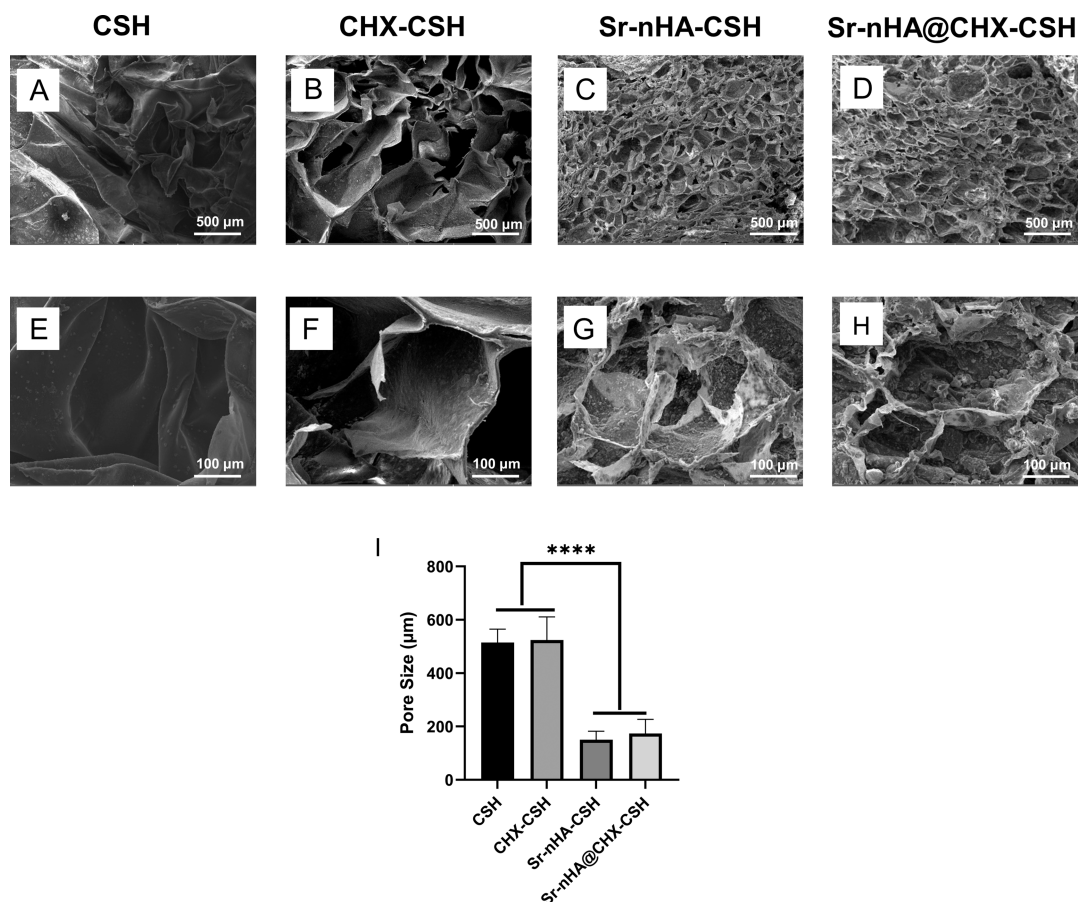 CSH CHX-CSH Sr-nHA-CSH Sr-nHA@CHX-CSH
A B C D
500 µm 500 µm 500 µm 500 µm
E F G H
100 µm 100 µm 100 µm 100 µm
I
****
800
600
400
200
0
Pore Size (µm)
CSH
CHX-CSH
Sr-nHA-CSH
Sr-nHA@CHX-CSH